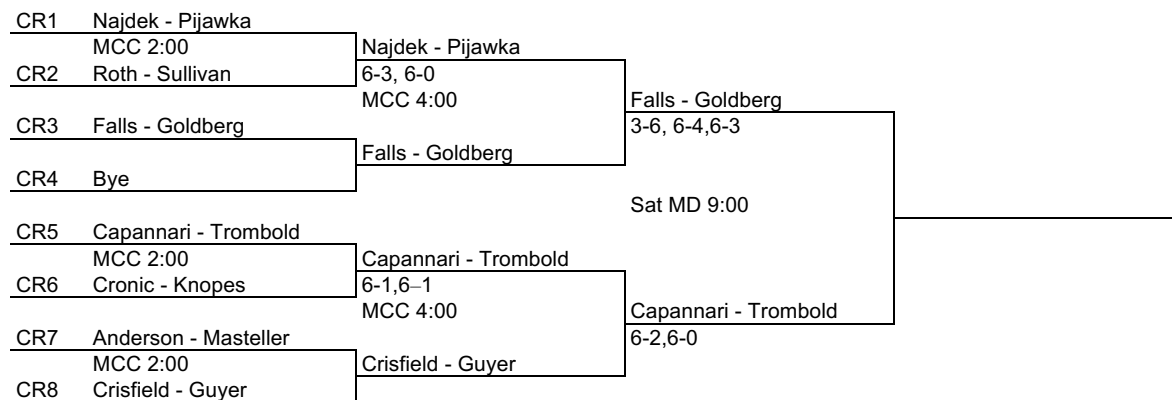 CR1 Najdek - Pijawka
MCC 2:00
Najdek - Pijawka
CR2 Roth - Sullivan
6-3, 6-0
MCC 4:00
Falls - Goldberg
CR3 Falls - Goldberg
3-6, 6-4,6-3
Falls - Goldberg
CR4 Bye
Sat MD 9:00
CR5 Capannari - Trombold
MCC 2:00
Capannari - Trombold
CR6 Cronic - Knopes
6-1,6–1
MCC 4:00
Capannari - Trombold
CR7 Anderson - Masteller
6-2,6-0
MCC 2:00
Crisfield - Guyer
CR8 Crisfield - Guyer